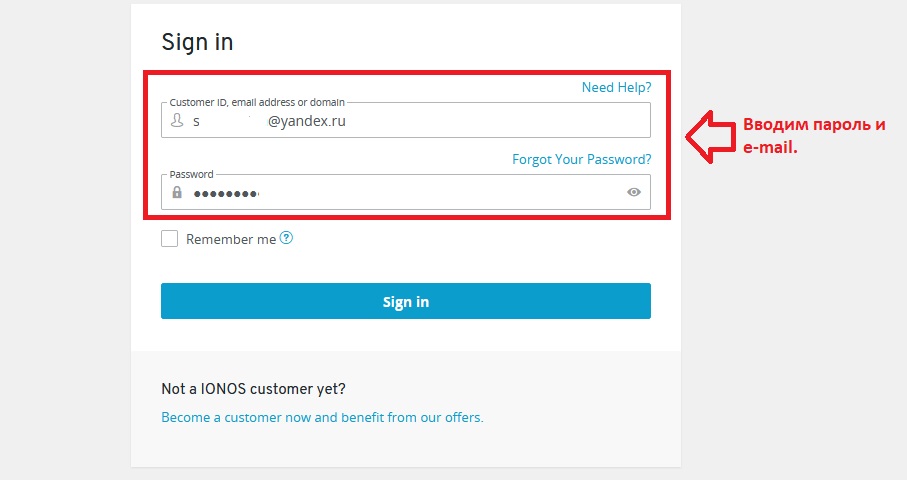 Sign in
Need Help?
Customer ID, email address or domain
s @yandex.ru
Вводим пароль и
e-mail.
Forgot Your Password?
Password
Remember me ?
Sign in
Not a IONOS customer yet?
Become a customer now and benefit from our offers.